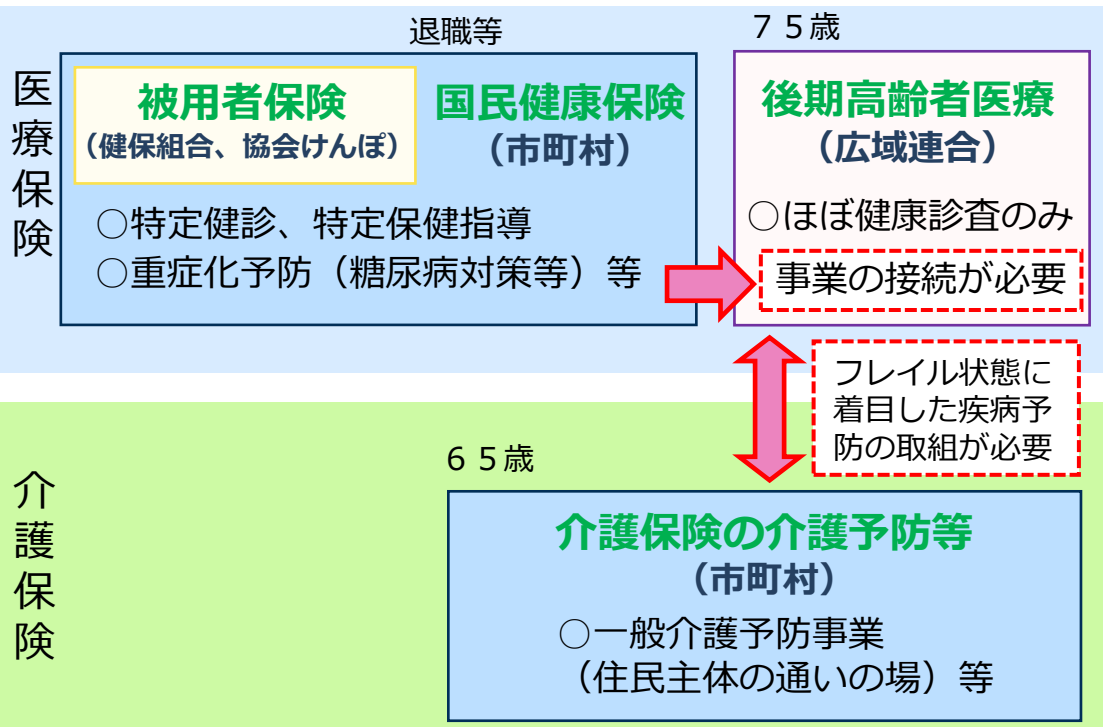 退職等
７５歳
医療保険
被用者保険
（健保組合、協会けんぽ）
国民健康保険
（市町村）
○特定健診、特定保健指導
○重症化予防（糖尿病対策等）等
後期高齢者医療
（広域連合）
○ほぼ健康診査のみ
事業の接続が必要
フレイル状態に
着目した疾病予
防の取組が必要
介護保険
６５歳
介護保険の介護予防等
（市町村）
○一般介護予防事業
（住民主体の通いの場）等